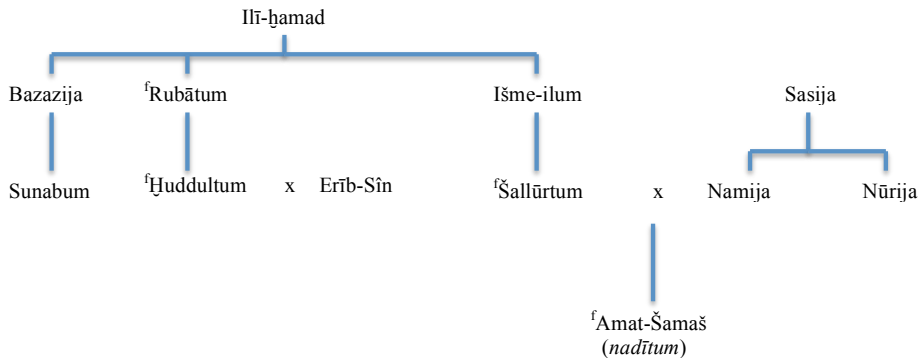 Ilī-ḫamad
Bazazija fRubātum Išme-ilum Sasija
Sunabum fḪuddultum x Erīb-Sîn fŠallūrtum x Namija Nūrija
fAmat-Šamaš
(nadītum)